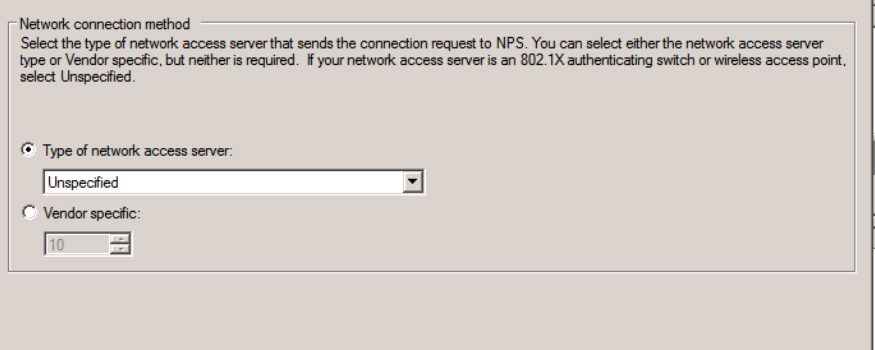 Network connection method
Select the type of network access server that sends the connection request to NPS. You can select either the network access server
type or Vendor specific, but neither is required.  If your network access server is an 802.1X authenticating switch or wireless access point,
select Unspecified.
Type of network access server:
Unspecified
Vendor specific:
10